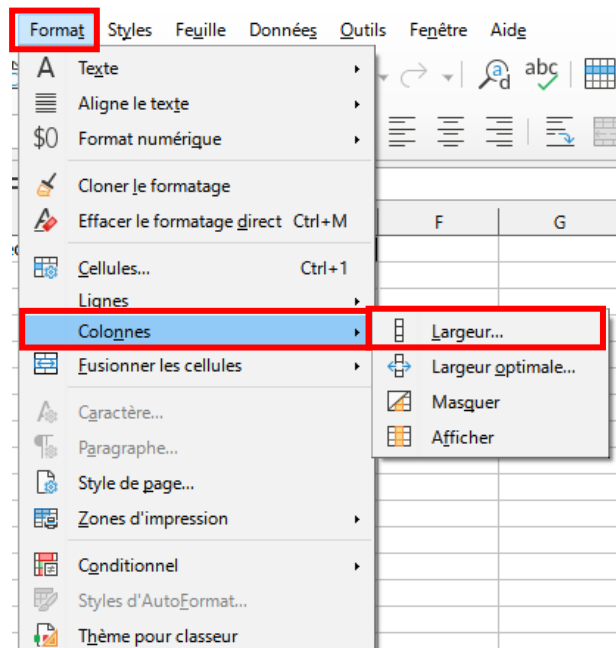 Format Styles Feuille Données Outils Fenêtre Aide
A Texte
abc
Aligne le texte
$0 Format numérique
Cloner le formatage
Effacer le formatage direct Ctrl+M
F G
Cellules... Ctrl+1
Lignes
Colonnes
Largeur...
Fusionner les cellules
Largeur optimale...
Masquer
Caractère...
Afficher
Paragraphe...
Style de page...
Zones d'impression
Conditionnel
Styles d'AutoFormat...
Thème pour classeur